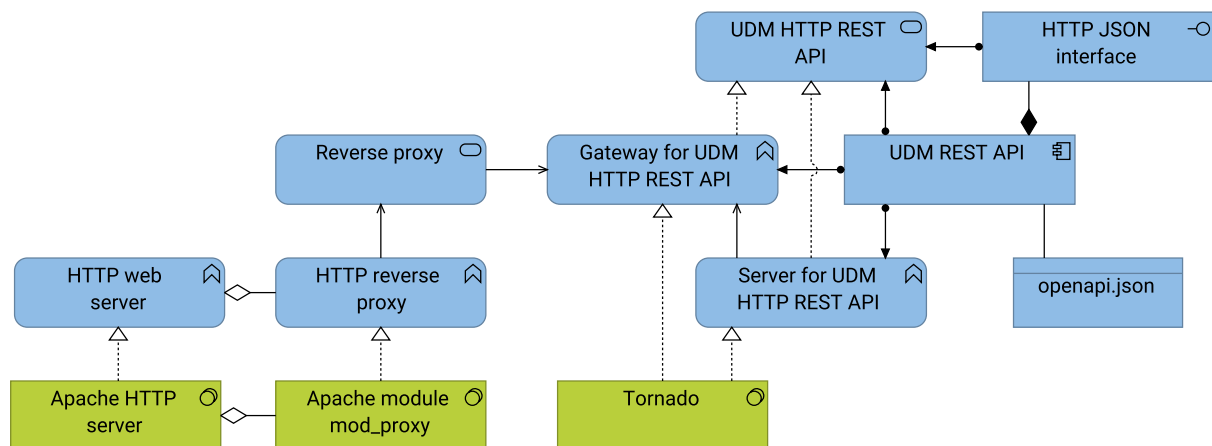 UDM HTTP REST
API
HTTP JSON
interface
Reverse proxy
Gateway for UDM
HTTP REST API
UDM REST API
HTTP web
server
HTTP reverse
proxy
Server for UDM
HTTP REST API
openapi.json
Apache HTTP
server
Apache module
mod_proxy
Tornado